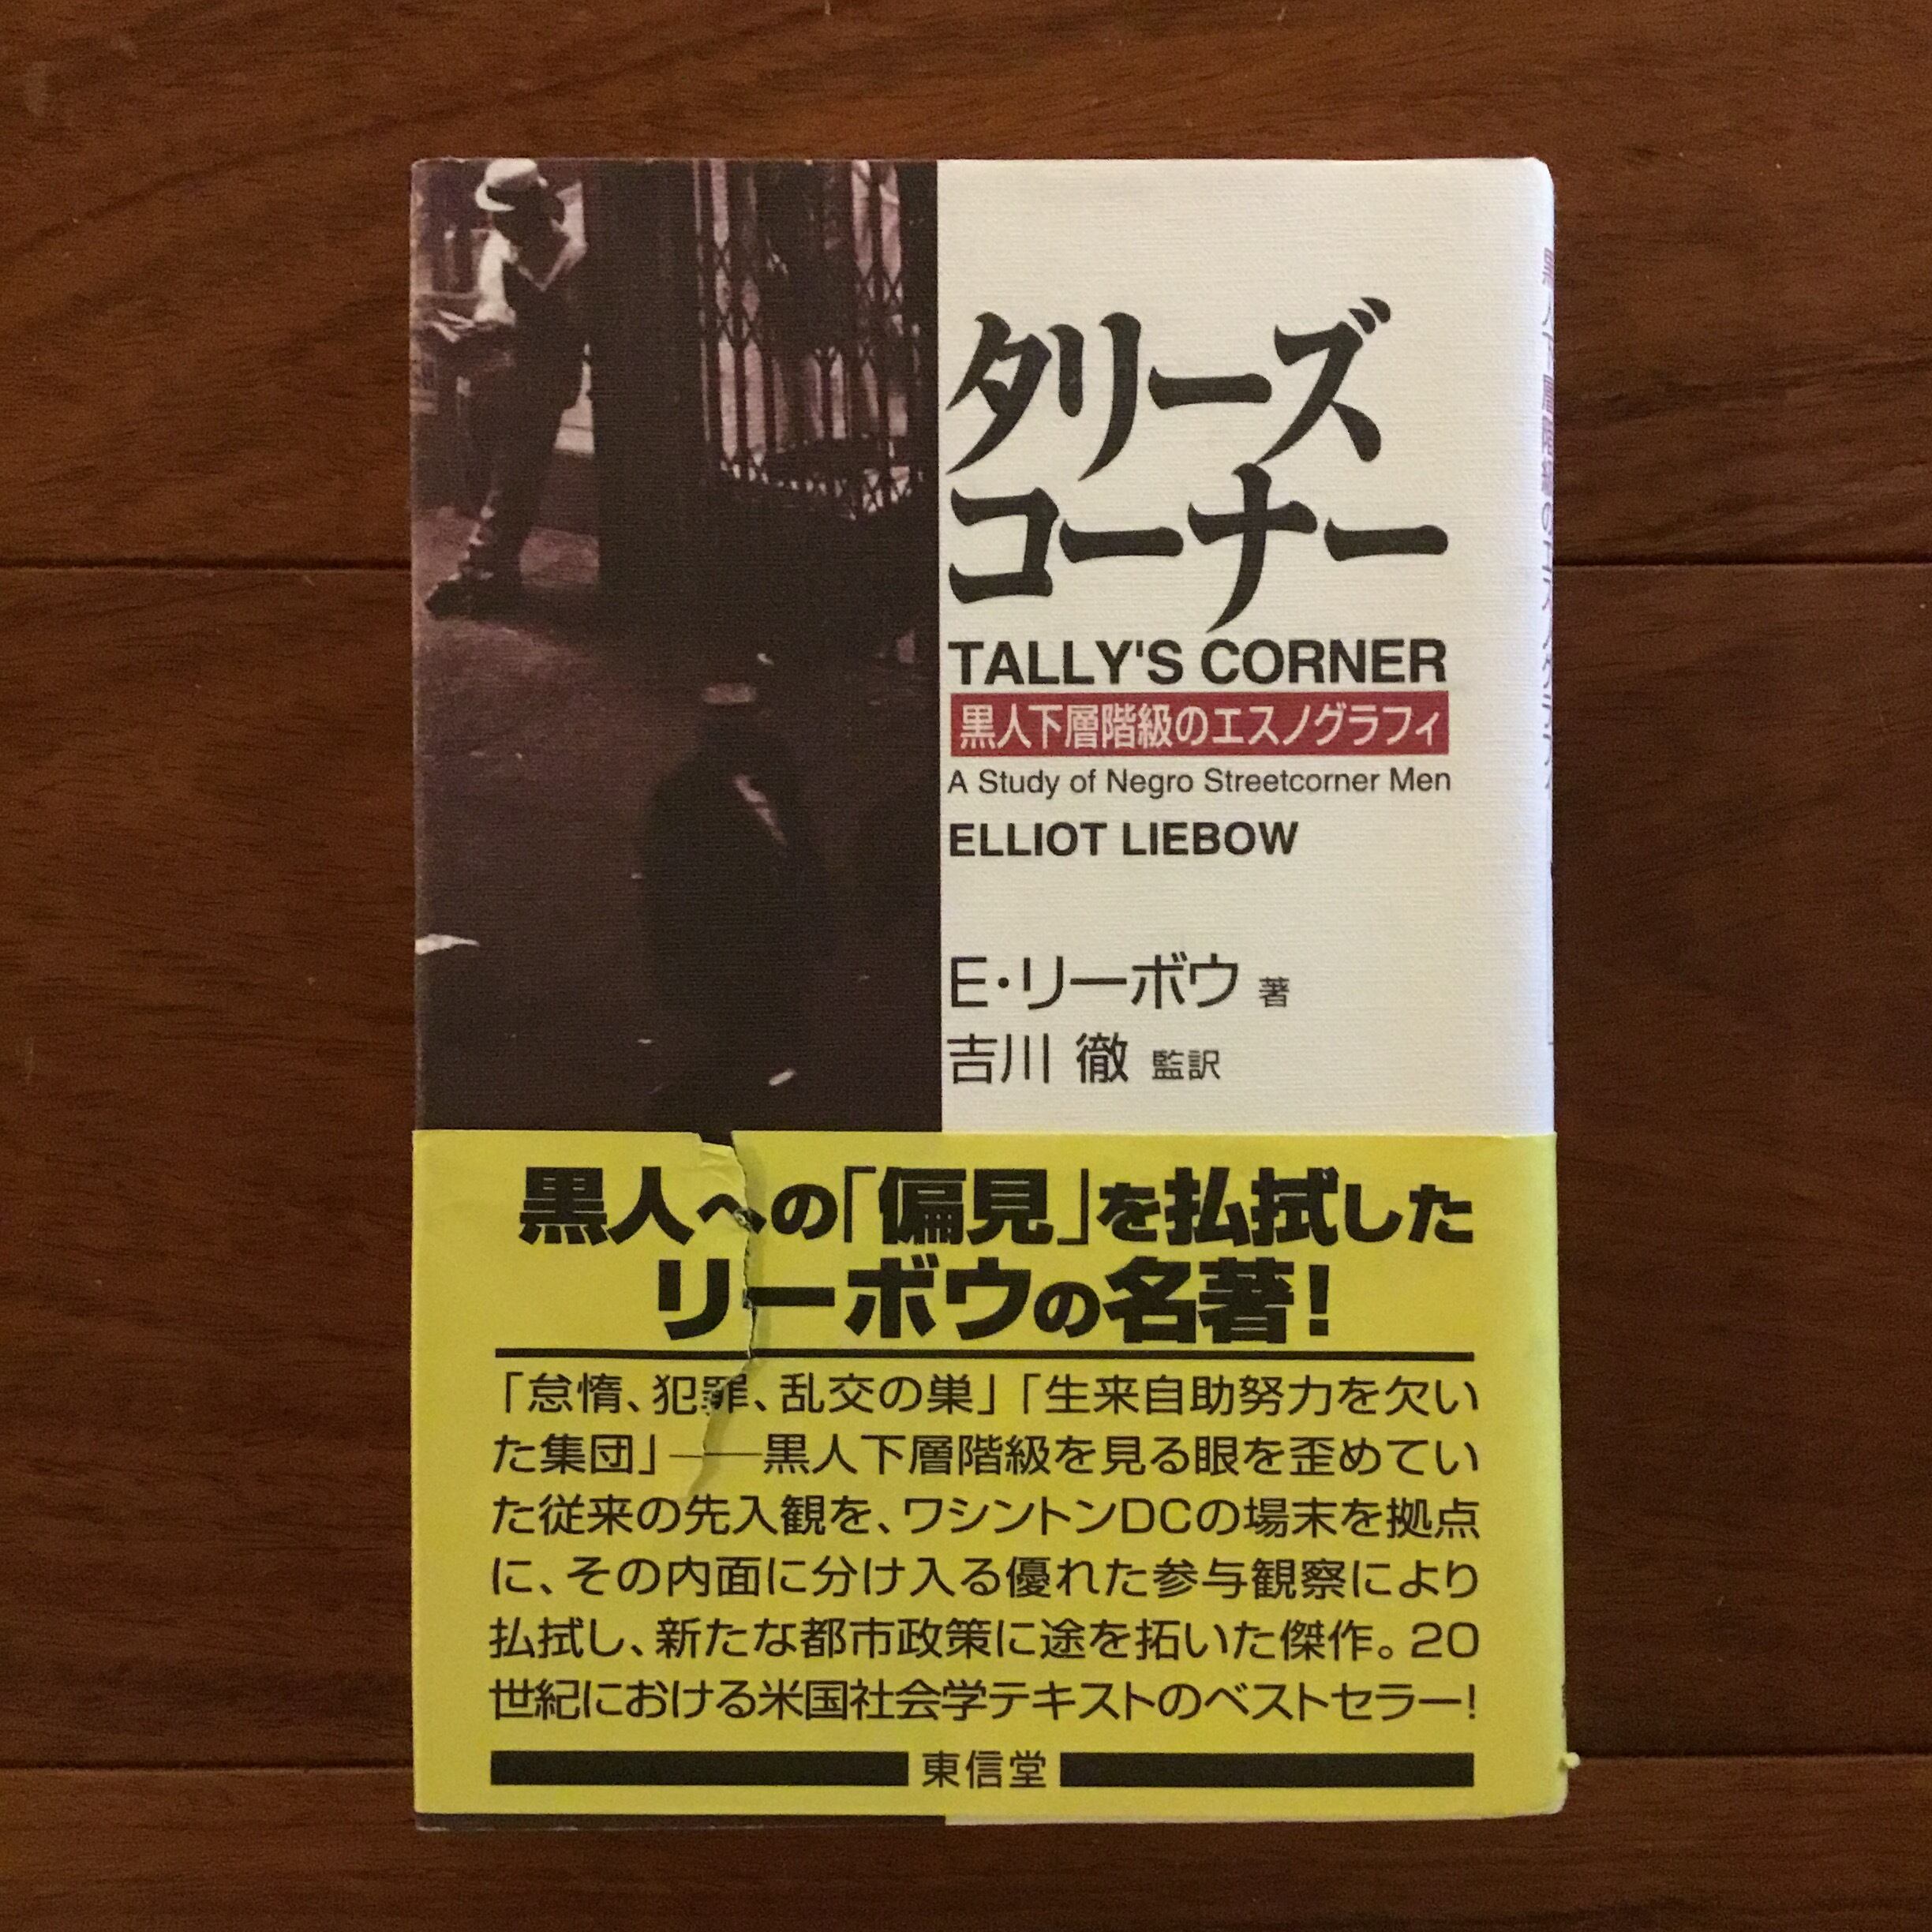 タリーズ
コーナー
TALLY'S CORNER
黒人下層階級のエスノグラフィ
A Study of Negro Streetcorner Men
ELLIOT LIEBOW
E・リーボウ 著
吉川 徹 監訳
黒人への「偏見」を払拭した
リーボウの名著!
「怠惰、犯罪、乱交の巣」「生来自助努力を欠い
た集団」――黒人下層階級を見る眼を歪めてい
た従来の先入観を、ワシントンDCの場末を拠点
に、その内面に分け入る優れた参与観察により
払拭し、新たな都市政策に途を拓いた傑作。20
世紀における米国社会学テキストのベストセラー!
東信堂